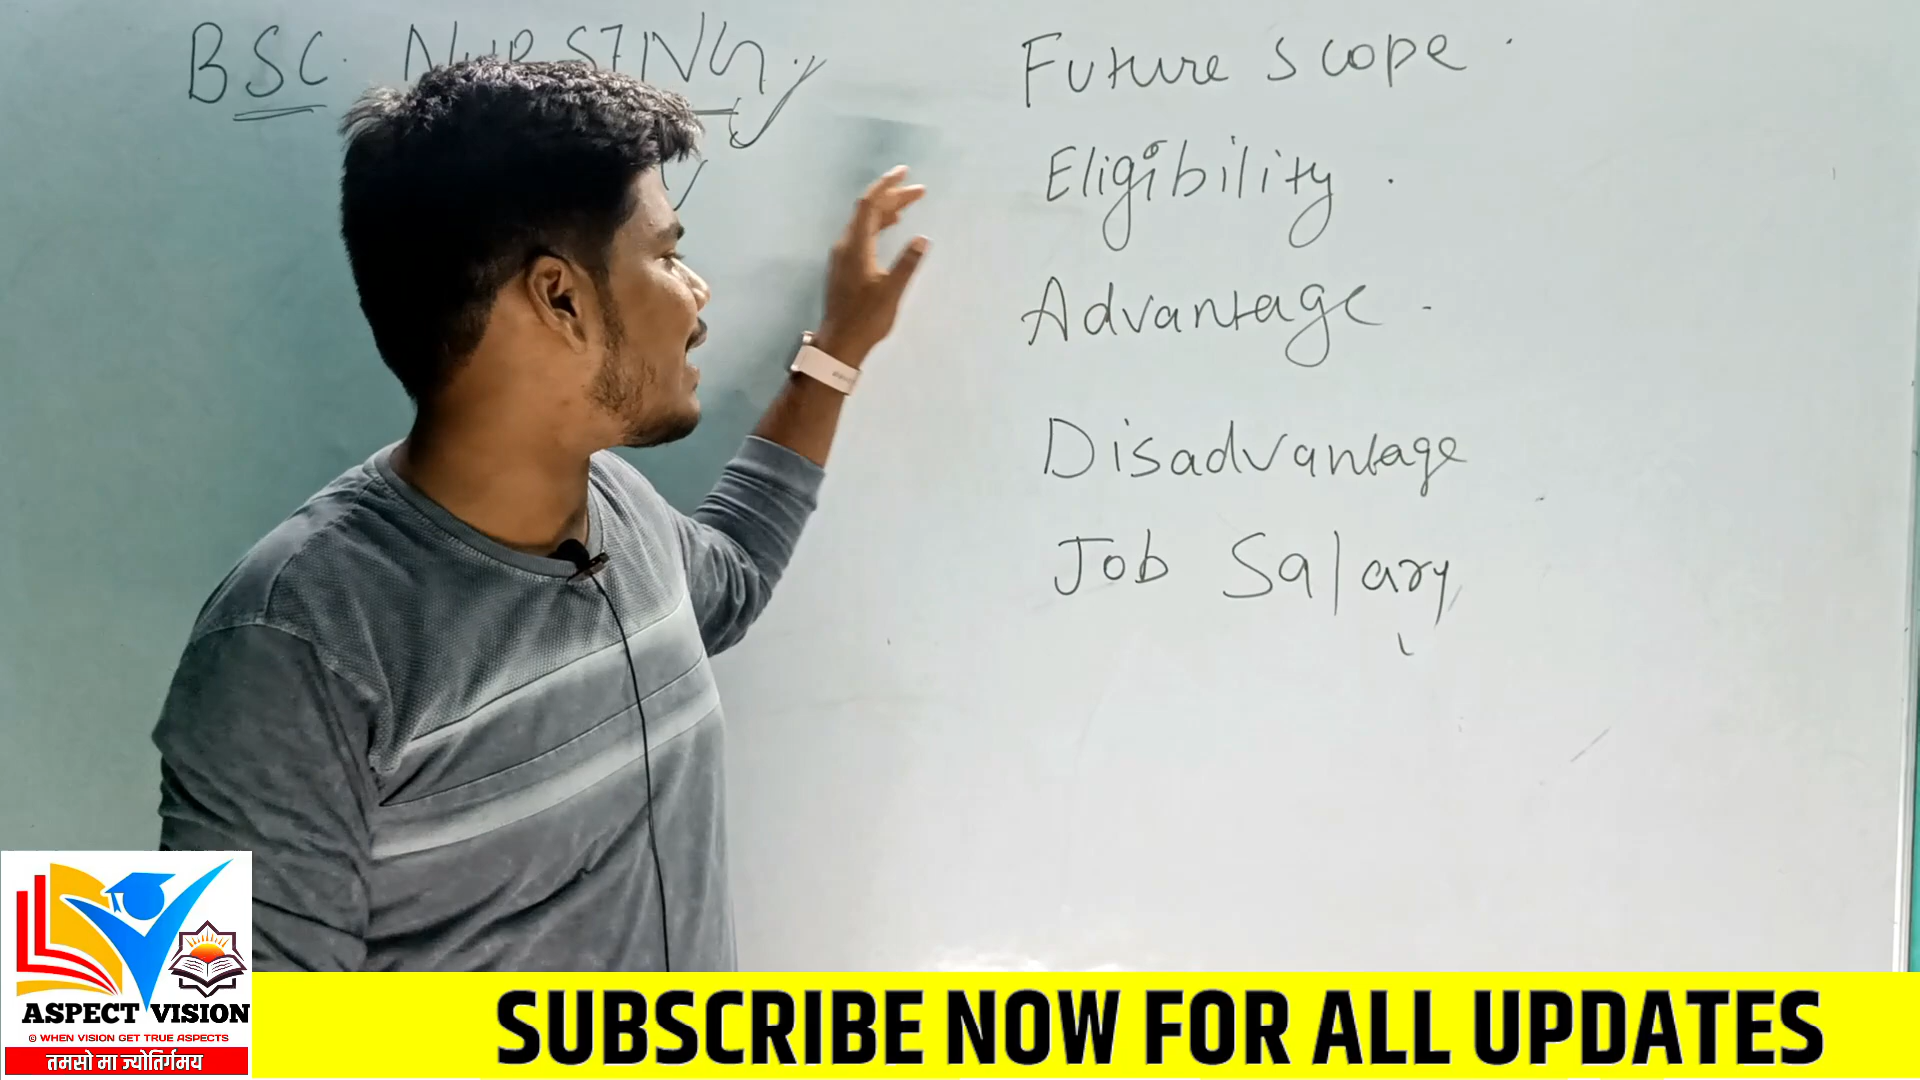 BSC. NURSING
Future scope.
Eligibility.
Advantage.
Disadvantage
Job Salary
ASPECT VISION
© WHEN VISION GET TRUE ASPECTS
तमसो मा ज्योतिर्गमय
SUBSCRIBE NOW FOR ALL UPDATES